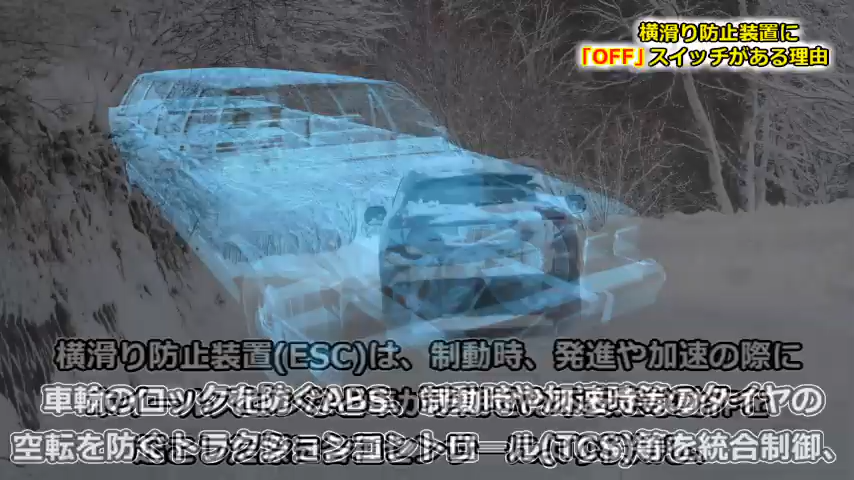 横滑り防止装置に
「OFF」スイッチがある理由
横滑り防止装置(ESC)は、制動時、発進や加速の際に
車輪のロックを防ぐABS、制動時や加速時等のタイヤの
空転を防ぐトラクションコントロール(TCS)等を統合制御、